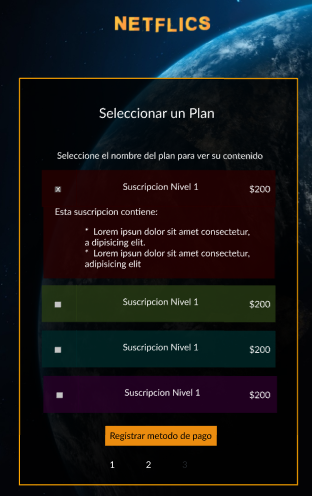 NETFLICS
Seleccionar un Plan
Seleccione el nombre del plan para ver su contenido
Suscripcion Nivel 1 $200
Esta suscripcion contiene:
* Lorem ipsun dolor sit amet consectetur,
a dipisicing elit.
* Lorem ipsun dolor sit amet consectetur,
adipisicing elit
Suscripcion Nivel 1 $200
Suscripcion Nivel 1 $200
Suscripcion Nivel 1 $200
Registrar metodo de pago
1 2 3